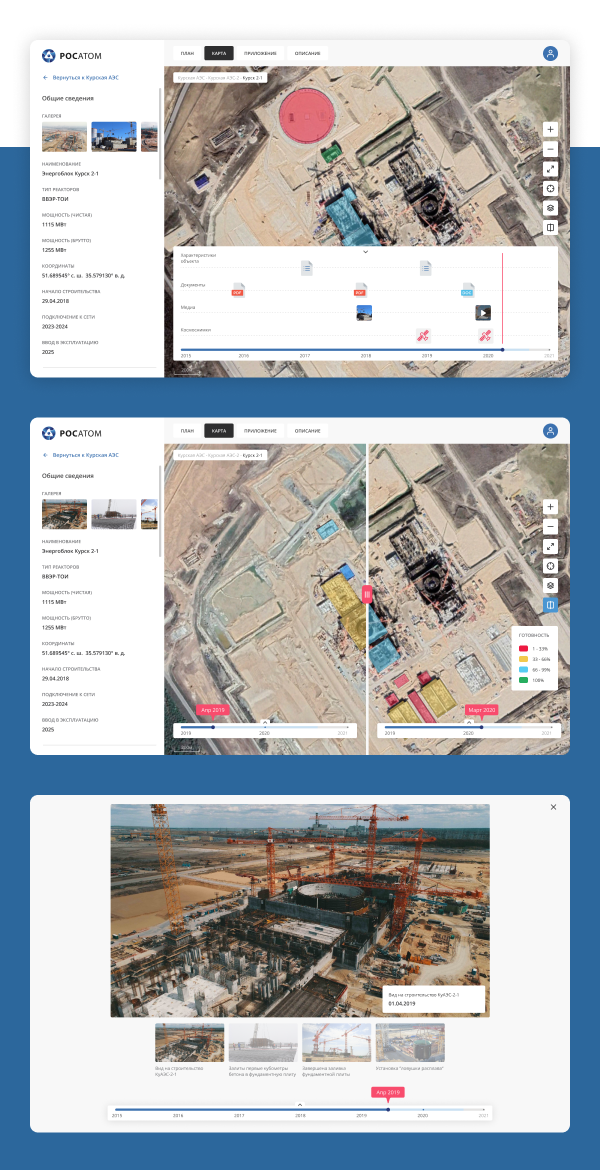 РОСАТОМ
ПЛАН
КАРТА
ПРИЛОЖЕНИЕ
ОПИСАНИЕ
Вернуться к Курская АЭС
Общие сведения
ГАЛЕРЕЯ
НАИМЕНОВАНИЕ
Энергоблок Курск 2-1
ТИП РЕАКТОРОВ
ВВЭР-ТОИ
МОЩНОСТЬ (ЧИСТАЯ)
1115 МВт
МОЩНОСТЬ (БРУТТО)
1255 МВт
КООРДИНАТЫ
51.689545° с. ш. 35.579130° в. д.
НАЧАЛО СТРОИТЕЛЬСТВА
29.04.2018
ПОДКЛЮЧЕНИЕ К СЕТИ
2023-2024
ВВОД В ЭКСПЛУАТАЦИЮ
2025
Курская АЭС - Курская АЭС-2 - Курск 2-1
Характеристики
объекта
Документы
PDF
PDF
DOC
Медиа
Космоснимки
2015 2016 2017 2018 2019 2020 2021
РОСАТОМ
ПЛАН
КАРТА
ПРИЛОЖЕНИЕ
ОПИСАНИЕ
Вернуться к Курская АЭС
Общие сведения
ГАЛЕРЕЯ
НАИМЕНОВАНИЕ
Энергоблок Курск 2-1
ТИП РЕАКТОРОВ
ВВЭР-ТОИ
МОЩНОСТЬ (ЧИСТАЯ)
1115 МВт
МОЩНОСТЬ (БРУТТО)
1255 МВт
КООРДИНАТЫ
51.689545° с. ш. 35.579130° в. д.
НАЧАЛО СТРОИТЕЛЬСТВА
29.04.2018
ПОДКЛЮЧЕНИЕ К СЕТИ
2023-2024
ВВОД В ЭКСПЛУАТАЦИЮ
2025
Курская АЭС - Курская АЭС-2 - Курск 2-1
ГОТОВНОСТЬ
1 - 33%
33 - 66%
66 - 99%
100%
Апр 2019
2019 2020 2021
Март 2020
2019 2020 2021
Вид на строительство КуАЭС-2-1
01.04.2019
Вид на строительство
КуАЭС-2-1
Залиты первые кубометры
бетона в фундаментную плиту
Завершена заливка
фундаментной плиты
Установка "ловушки расплава"
Апр 2019
2015 2016 2017 2018 2019 2020 2021